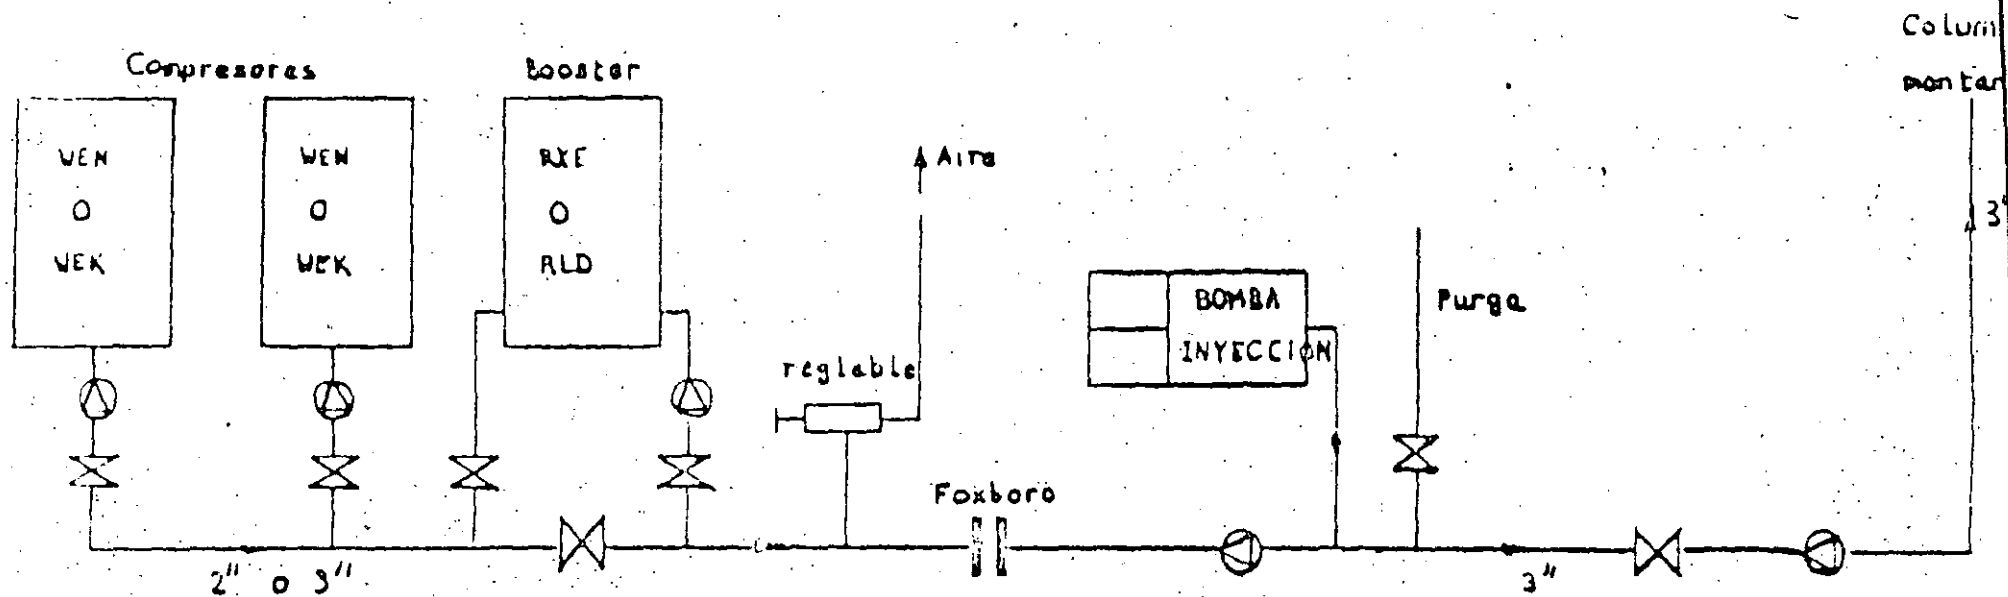 Compresores
Booster
WEN
O
WEK
WEN
O
WEK
RXE
O
RLD
Aire
reglable
BOMBA
INYECCION
Purga
Foxboro
2" o 3"
3"
Colum
montan
3"